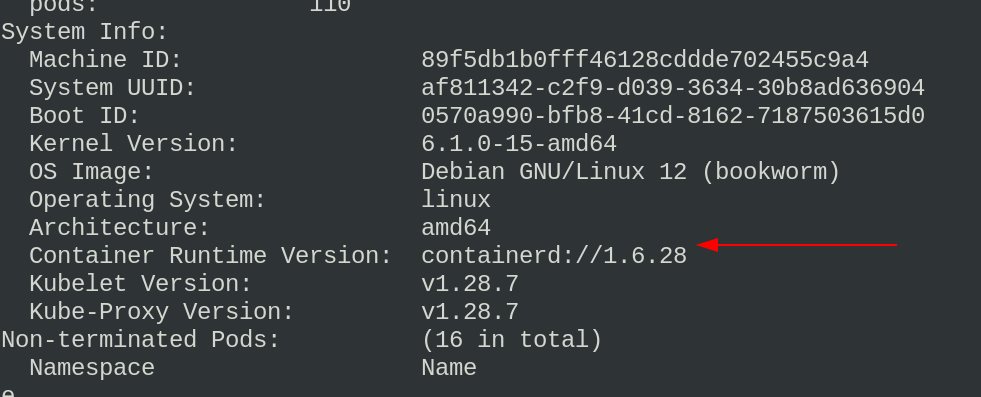 pods: 110
System Info:
Machine ID: 89f5db1b0fff46128cddde702455c9a4
System UUID: af811342-c2f9-d039-3634-30b8ad636904
Boot ID: 0570a990-bfb8-41cd-8162-7187503615d0
Kernel Version: 6.1.0-15-amd64
OS Image: Debian GNU/Linux 12 (bookworm)
Operating System: linux
Architecture: amd64
Container Runtime Version: containerd://1.6.28
Kubelet Version: v1.28.7
Kube-Proxy Version: v1.28.7
Non-terminated Pods: (16 in total)
Namespace Name